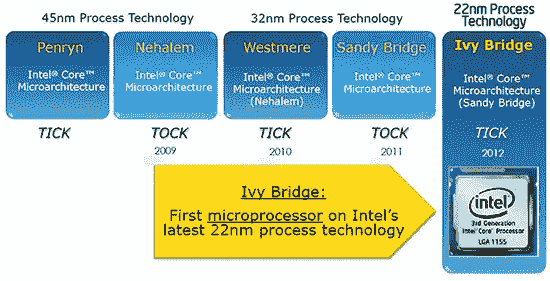 45nm Process Technology
32nm Process Technology
22nm Process
Technology
Penryn
Intel® Core™
Microarchitecture
TICK
Nehalem
Intel® Core™
Microarchitecture
TOCK
2009
Westmere
Intel® Core™
Microarchitecture
(Nehalem)
TICK
2010
Sandy Bridge
Intel® Core™
Microarchitecture
TOCK
2011
Ivy Bridge
Intel® Core™
Microarchitecture
(Sandy Bridge)
TICK
2012
Ivy Bridge:
First microprocessor on Intel's
latest 22nm process technology
intel
3rd Generation
Intel® Core™ Processor
LGA 1155